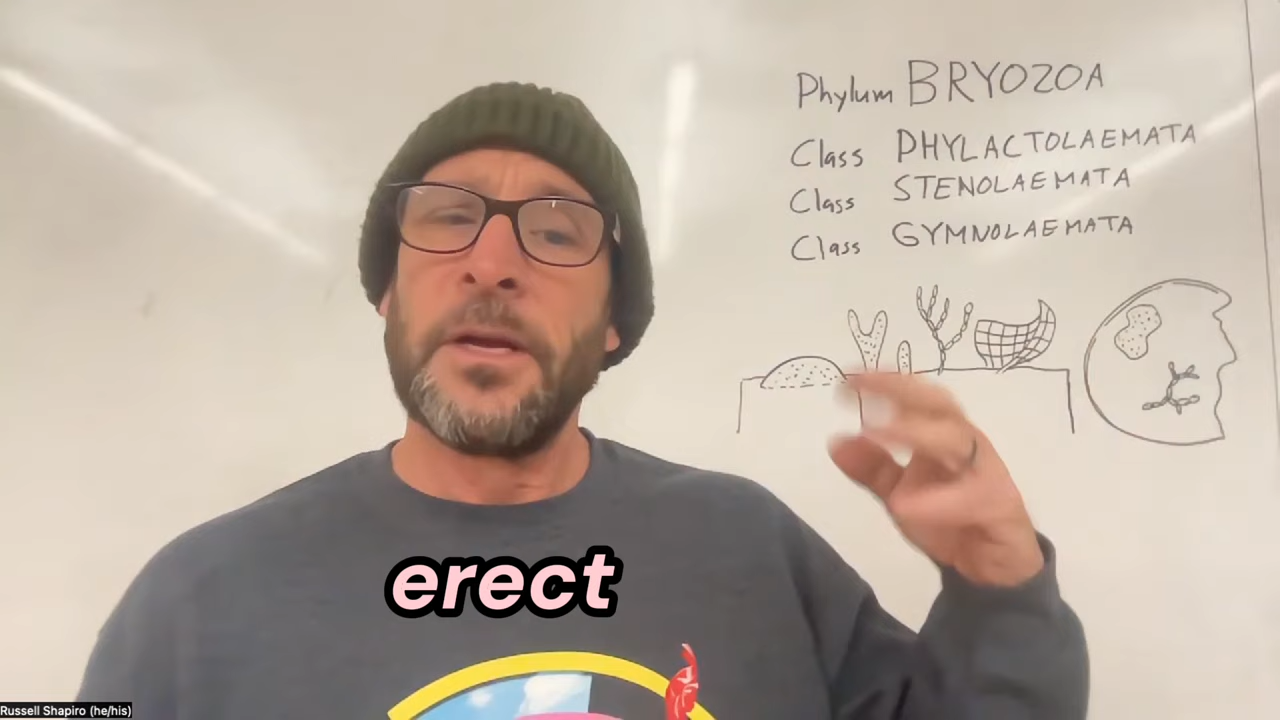 Phylum BRYOZOA
Class PHYLACTOLAEMATA
Class STENOLAEMATA
Class GYMNOLAEMATA
erect
Russell Shapiro (he/his)